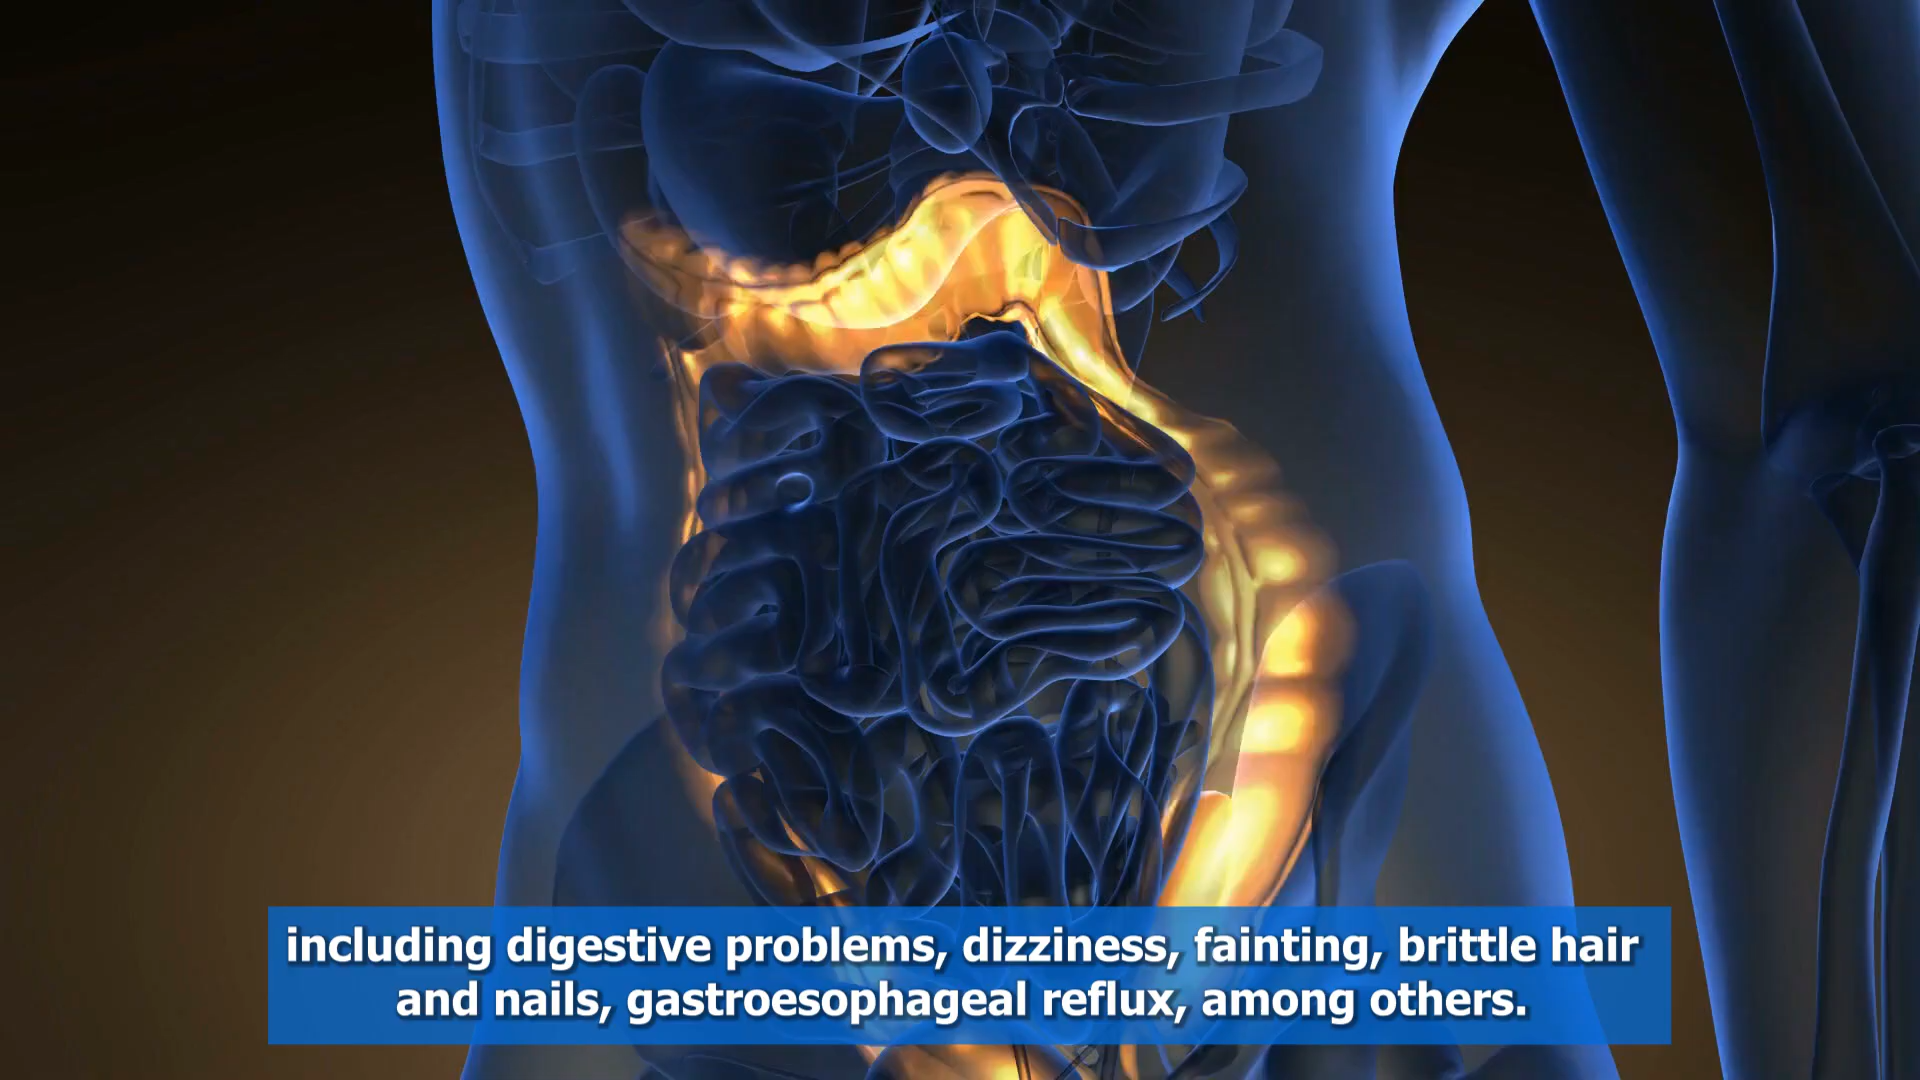 including digestive problems, dizziness, fainting, brittle hair
and nails, gastroesophageal reflux, among others.